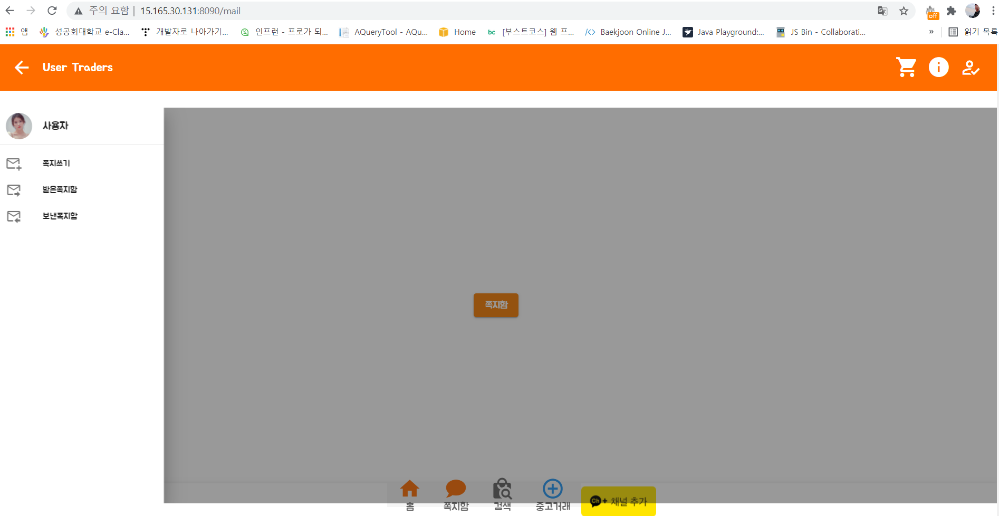 주의 요함 | 15.165.30.131:8090/mail
off
앱 성공회대학교 e-Cla... 개발자로 나아가기... 인프런 - 프로가 되... AQueryTool - AQu... Home bc [부스트코스] 웹 프... Baekjoon Online J... Java Playground:... JS Bin - Collaborati... » 읽기 목록
User Traders
사용자
쪽지쓰기
받은쪽지함
보낸쪽지함
쪽지함
홈 쪽지함 검색 중고거래 Ch+ 채널 추가